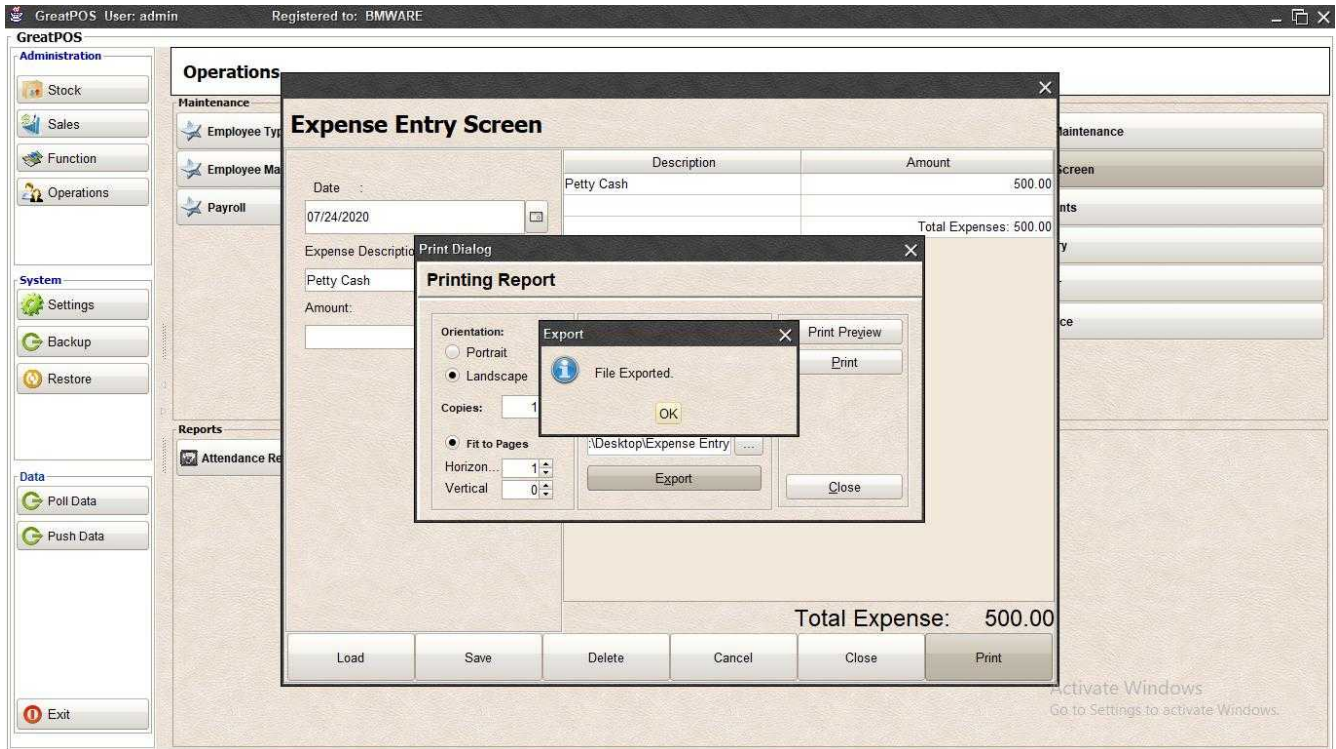 GreatPOS User: admin Registered to: BMWARE
GreatPOS
Administration
Stock
Sales
Function
Operations
System
Settings
Backup
Restore
Data
Poll Data
Push Data
Exit
Operations
Maintenance
Employee Typ
Employee Ma
Payroll
Maintenance
Screen
nts
ry
ce
Reports
Attendance Re
Expense Entry Screen
Date :
07/24/2020
Expense Descriptio
Petty Cash
Amount:
Description Amount
Petty Cash 500.00
Total Expenses: 500.00
Print Dialog
Printing Report
Orientation:
Portrait
Landscape
Copies: 1
Fit to Pages
Horizon... 1
Vertical 0
Export
File Exported.
OK
:\Desktop\Expense Entry ...
Export
Print Preview
Print
Close
Total Expense: 500.00
Load Save Delete Cancel Close Print
Activate Windows
Go to Settings to activate Windows.